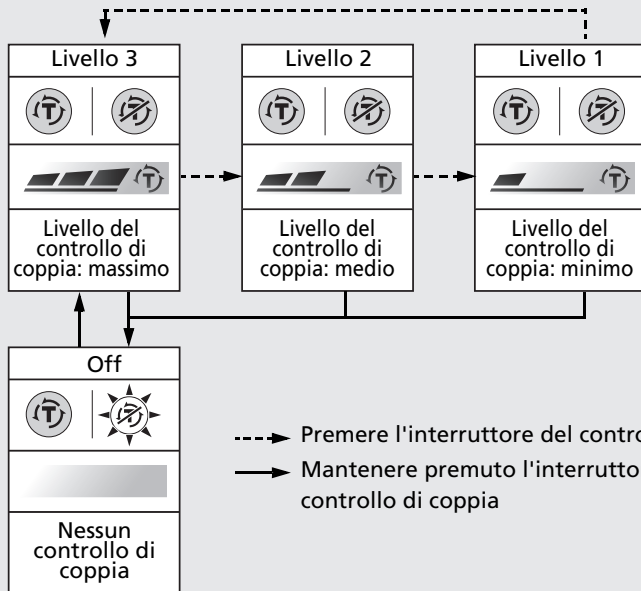 Livello 3
Livello del
controllo di
coppia: massimo
Livello 2
Livello del
controllo di
coppia: medio
Livello 1
Livello del
controllo di
coppia: minimo
Off
Nessun
controllo di
coppia
Premere l'interruttore del contro
Mantenere premuto l'interrutto
controllo di coppia